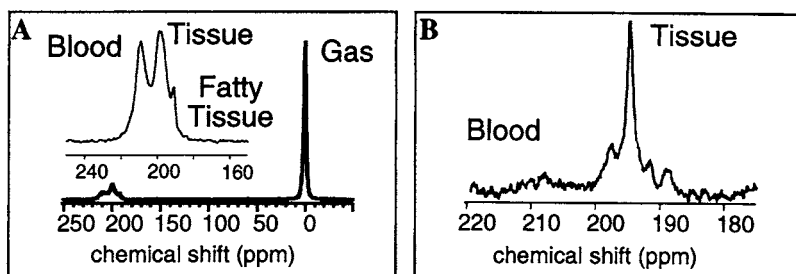 A
Blood
Tissue
Fatty
Tissue
Gas
240 200 160
250 200 150 100 50 0
chemical shift (ppm)
B
Tissue
Blood
220 210 200 190 180
chemical shift (ppm)